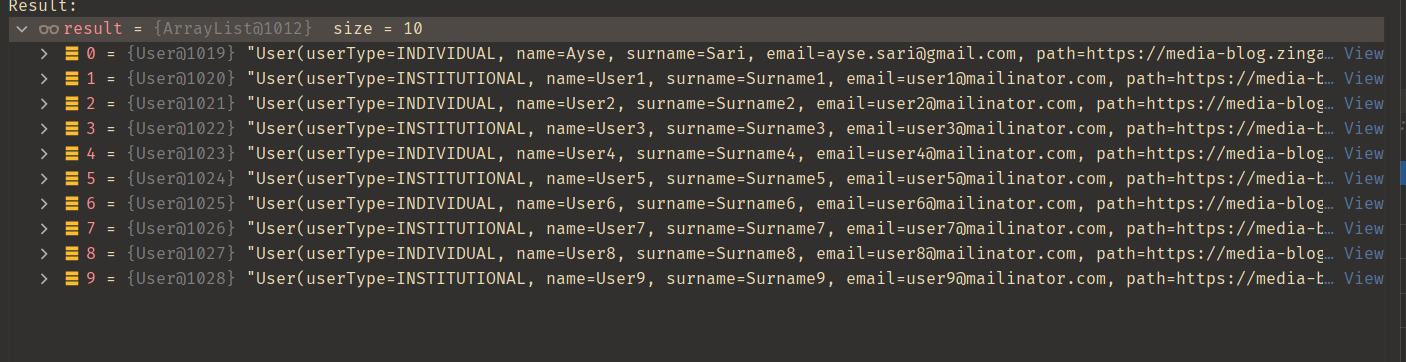 Result:
result = {ArrayList@1012} size = 10
0 = {User@1019} "User(userType=INDIVIDUAL, name=Ayse, surname=Sari, email=ayse.sari@gmail.com, path=https://media-blog.zinga… View
1 = {User@1020} "User(userType=INSTITUTIONAL, name=User1, surname=Surname1, email=user1@mailinator.com, path=https://media-b… View
2 = {User@1021} "User(userType=INDIVIDUAL, name=User2, surname=Surname2, email=user2@mailinator.com, path=https://media-blog… View
3 = {User@1022} "User(userType=INSTITUTIONAL, name=User3, surname=Surname3, email=user3@mailinator.com, path=https://media-b… View
4 = {User@1023} "User(userType=INDIVIDUAL, name=User4, surname=Surname4, email=user4@mailinator.com, path=https://media-blog… View
5 = {User@1024} "User(userType=INSTITUTIONAL, name=User5, surname=Surname5, email=user5@mailinator.com, path=https://media-b… View
6 = {User@1025} "User(userType=INDIVIDUAL, name=User6, surname=Surname6, email=user6@mailinator.com, path=https://media-blog… View
7 = {User@1026} "User(userType=INSTITUTIONAL, name=User7, surname=Surname7, email=user7@mailinator.com, path=https://media-b… View
8 = {User@1027} "User(userType=INDIVIDUAL, name=User8, surname=Surname8, email=user8@mailinator.com, path=https://media-blog… View
9 = {User@1028} "User(userType=INSTITUTIONAL, name=User9, surname=Surname9, email=user9@mailinator.com, path=https://media-b… View